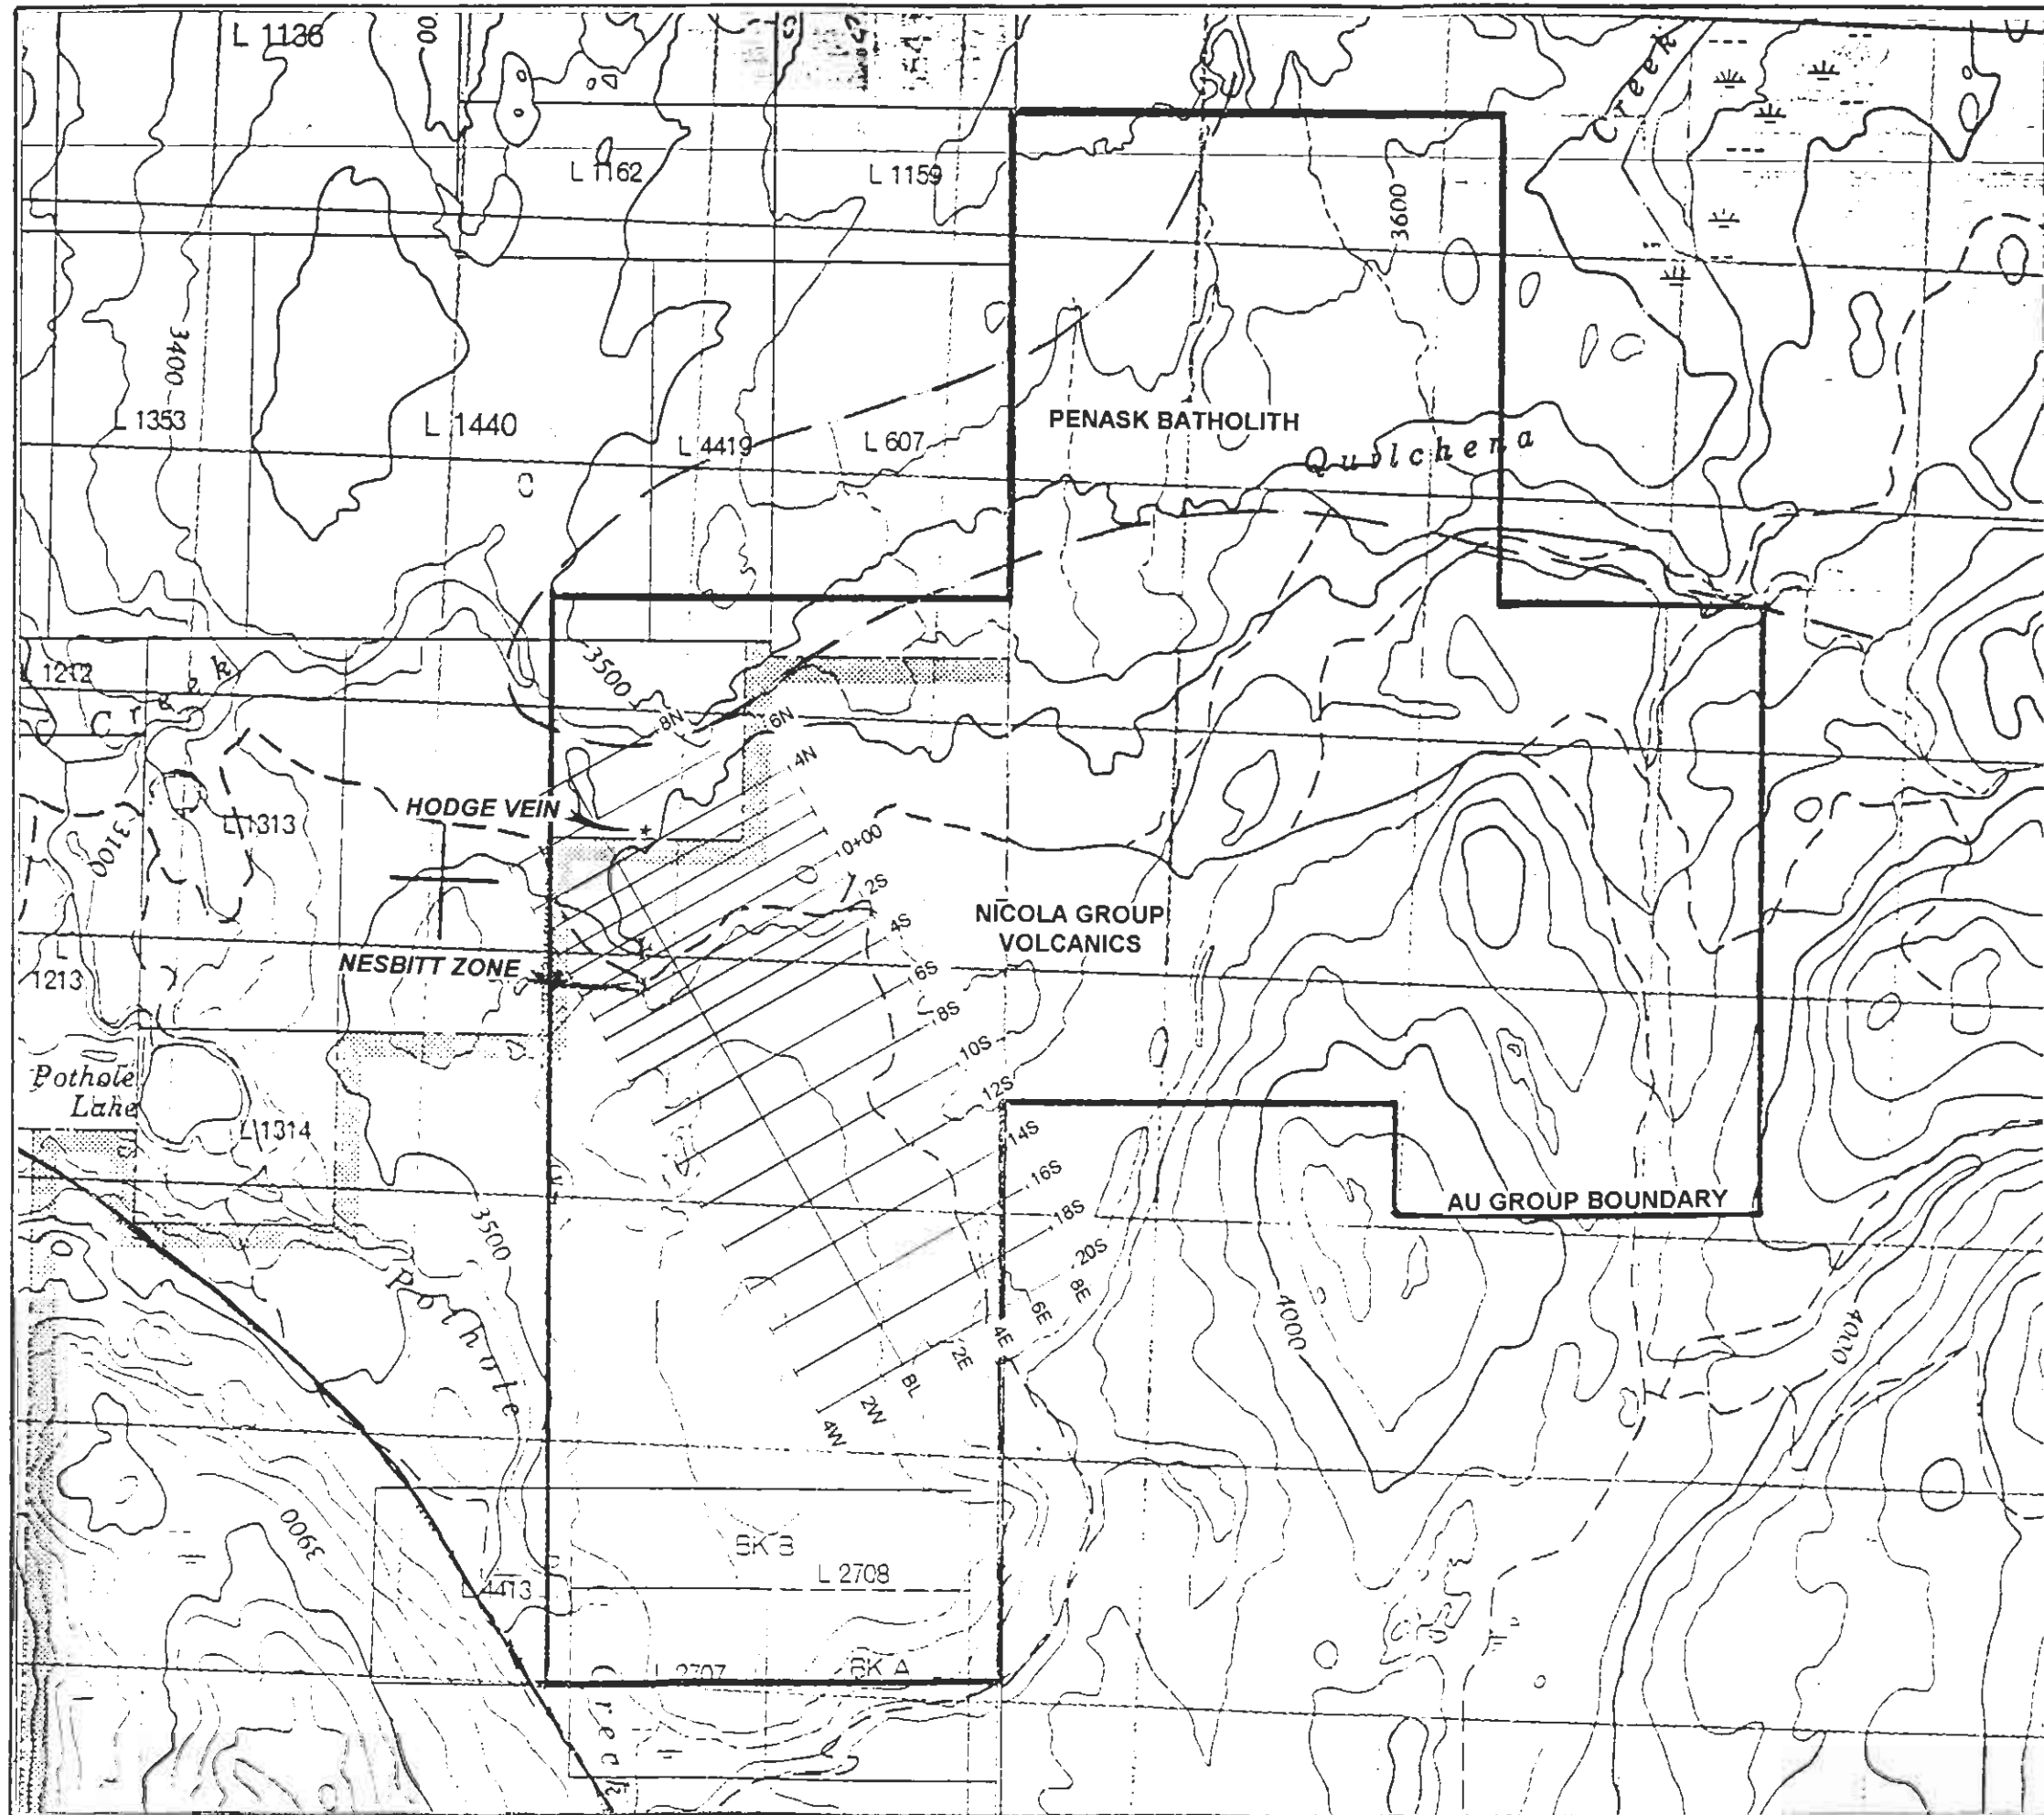 L 1136
00
Creek
L 1162
L 1159
3600
3400
L 1353
L 1440
L 4419
L 607
PENASK BATHOLITH
Quilchena
1212
Creek
3500
8N
6N
4N
HODGE VEIN
L 1313
3100
0+00
2S
4S
NICOLA GROUP
VOLCANICS
L
1213
NESBITT ZONE
6S
8S
10S
12S
Pothole
Lake
L 1314
14S
16S
18S
20S
AU GROUP BOUNDARY
3500
Pothole
8E
6E
4E
2E
BL
2W
4W
4000
4000
3900
BK B
L 2708
4413
L 2707
BK A
Creek